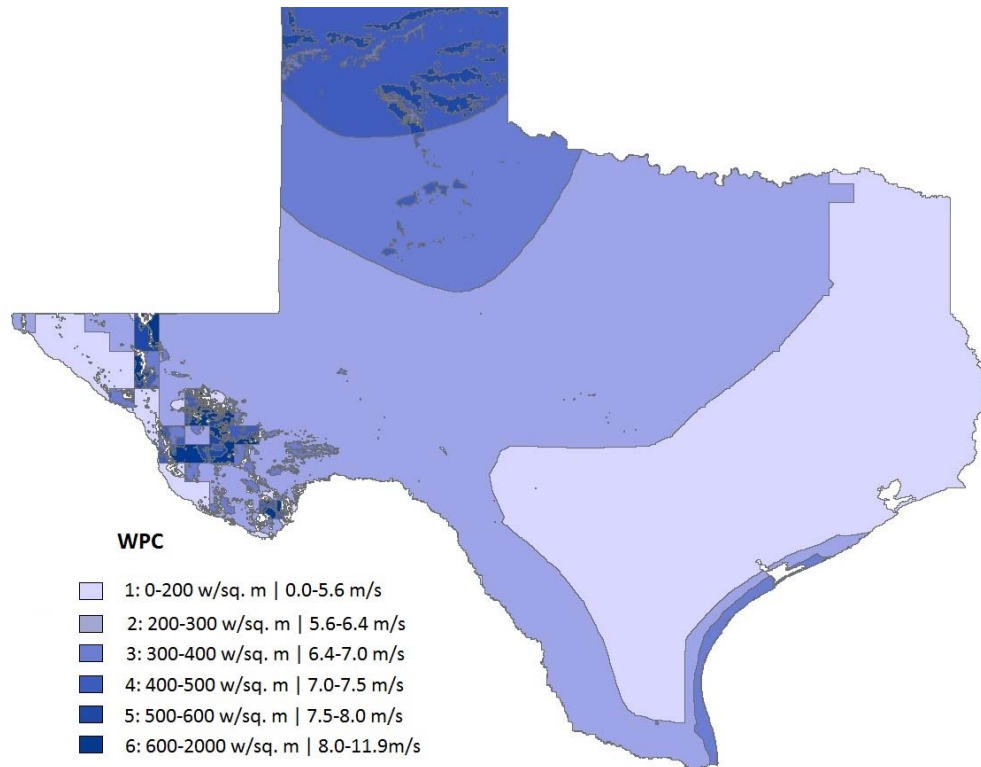 WPC
1: 0-200 w/sq. m | 0.0-5.6 m/s
2: 200-300 w/sq. m | 5.6-6.4 m/s
3: 300-400 w/sq. m | 6.4-7.0 m/s
4: 400-500 w/sq. m | 7.0-7.5 m/s
5: 500-600 w/sq. m | 7.5-8.0 m/s
6: 600-2000 w/sq. m | 8.0-11.9m/s